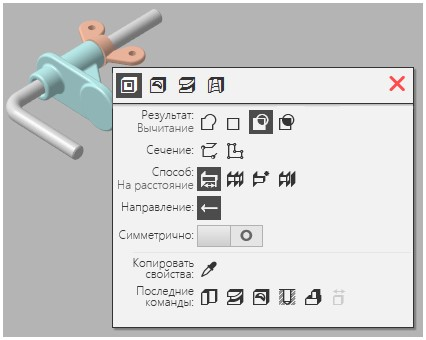 Результат:
Вычитание
Сечение:
Способ:
На расстояние
Направление:
Симметрично:
Копировать
свойства:
Последние
команды: